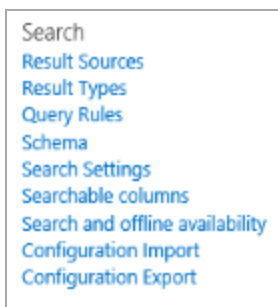 Search
Result Sources
Result Types
Query Rules
Schema
Search Settings
Searchable columns
Search and offline availability
Configuration Import
Configuration Export